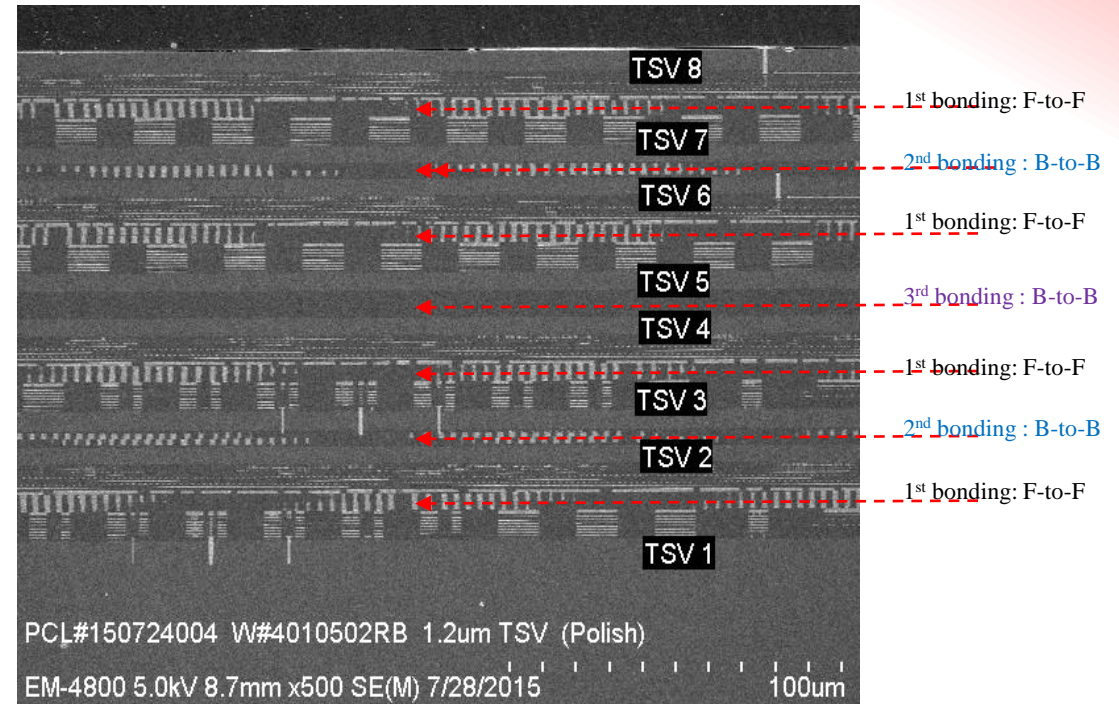 TSV 8
1st bonding: F-to-F
TSV 7
2nd bonding : B-to-B
TSV 6
1st bonding: F-to-F
TSV 5
3rd bonding : B-to-B
TSV 4
1st bonding: F-to-F
TSV 3
2nd bonding : B-to-B
TSV 2
1st bonding: F-to-F
TSV 1
PCL#150724004 W#4010502RB 1.2um TSV (Polish)
EM-4800 5.0kV 8.7mm x500 SE(M) 7/28/2015 100um